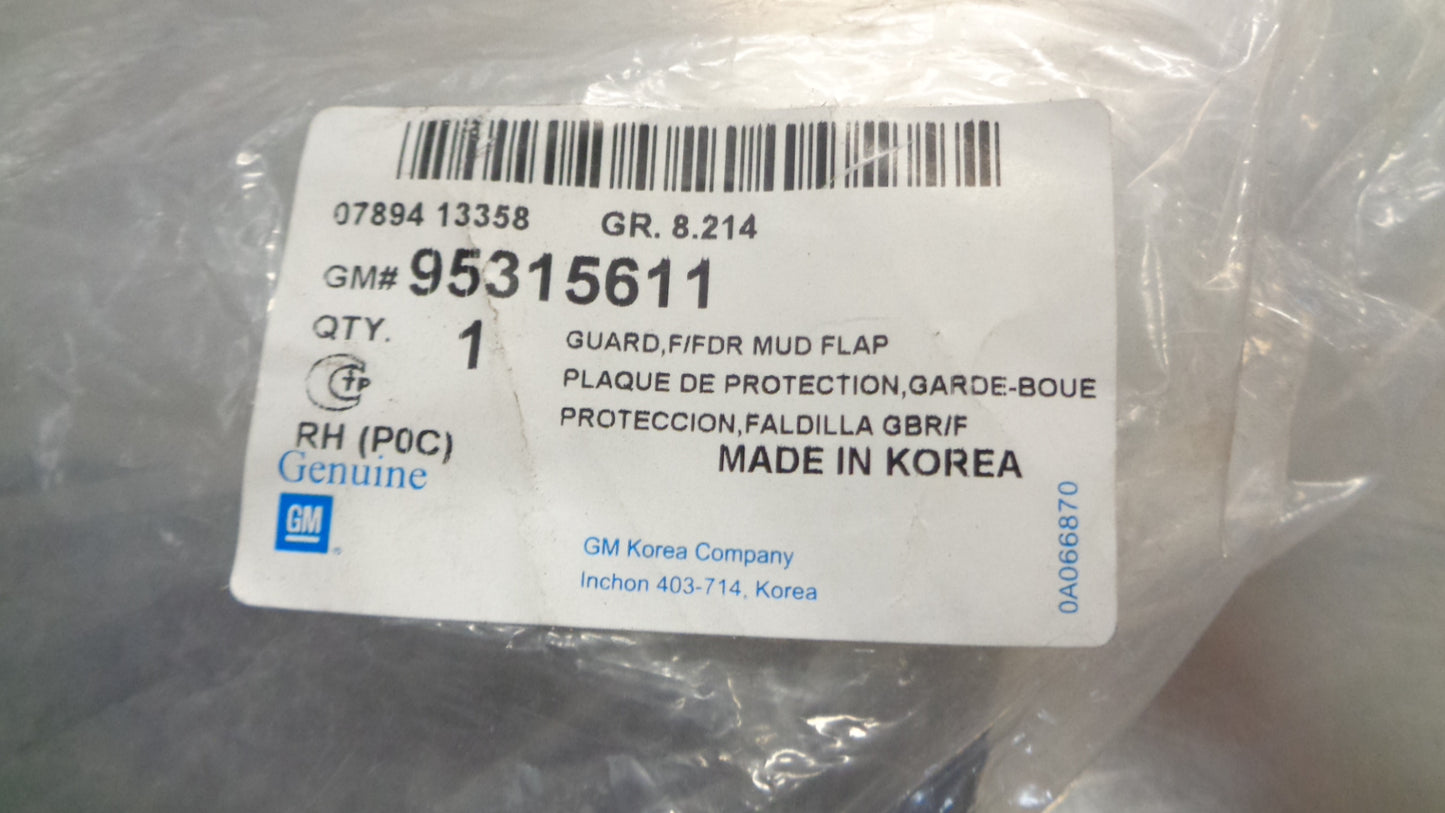 07894 13358 GR. 8.214
GM# 95315611
QTY. 1
GUARD,F/FDR MUD FLAP
PLAQUE DE PROTECTION,GARDE-BOUE
PROTECCION,FALDILLA GBR/F
RH (P0C)
MADE IN KOREA
Genuine
GM
GM Korea Company
Inchon 403-714, Korea
0A066870